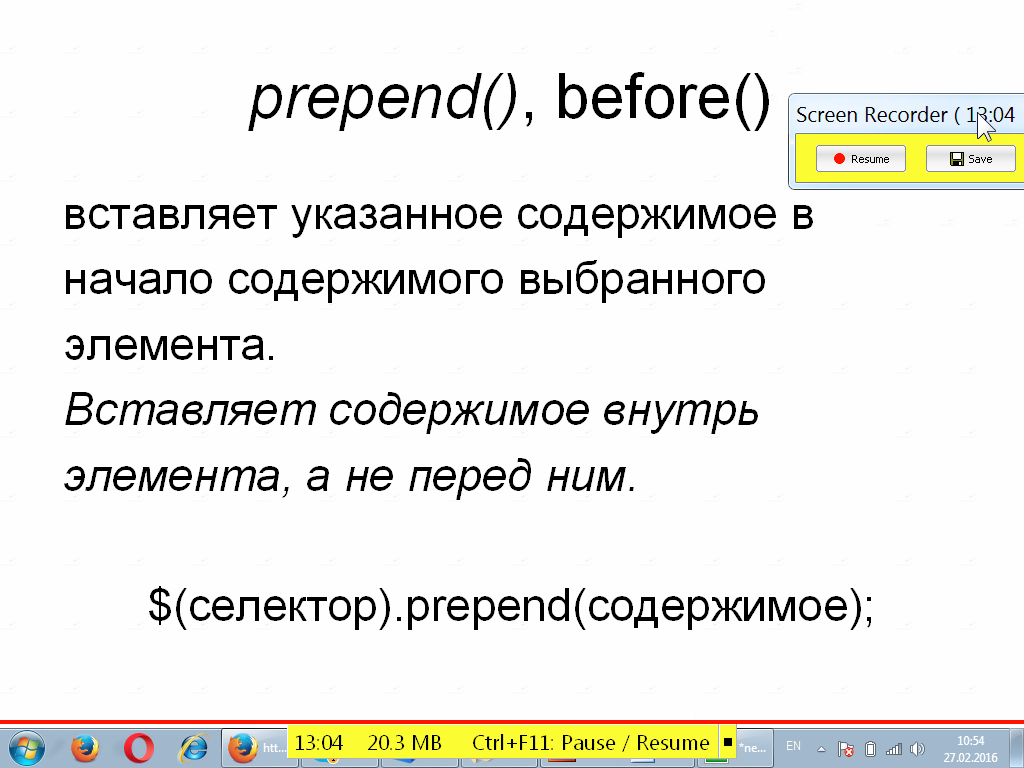 prepend(), before()
Screen Recorder ( 13:04
Resume
Save
вставляет указанное содержимое в
начало содержимого выбранного
элемента.
Вставляет содержимое внутрь
элемента, а не перед ним.
$(селектор).prepend(содержимое);
htt...
13:04 20.3 MB Ctrl+F11: Pause / Resume
*ne...
EN
10:54
27.02.2016